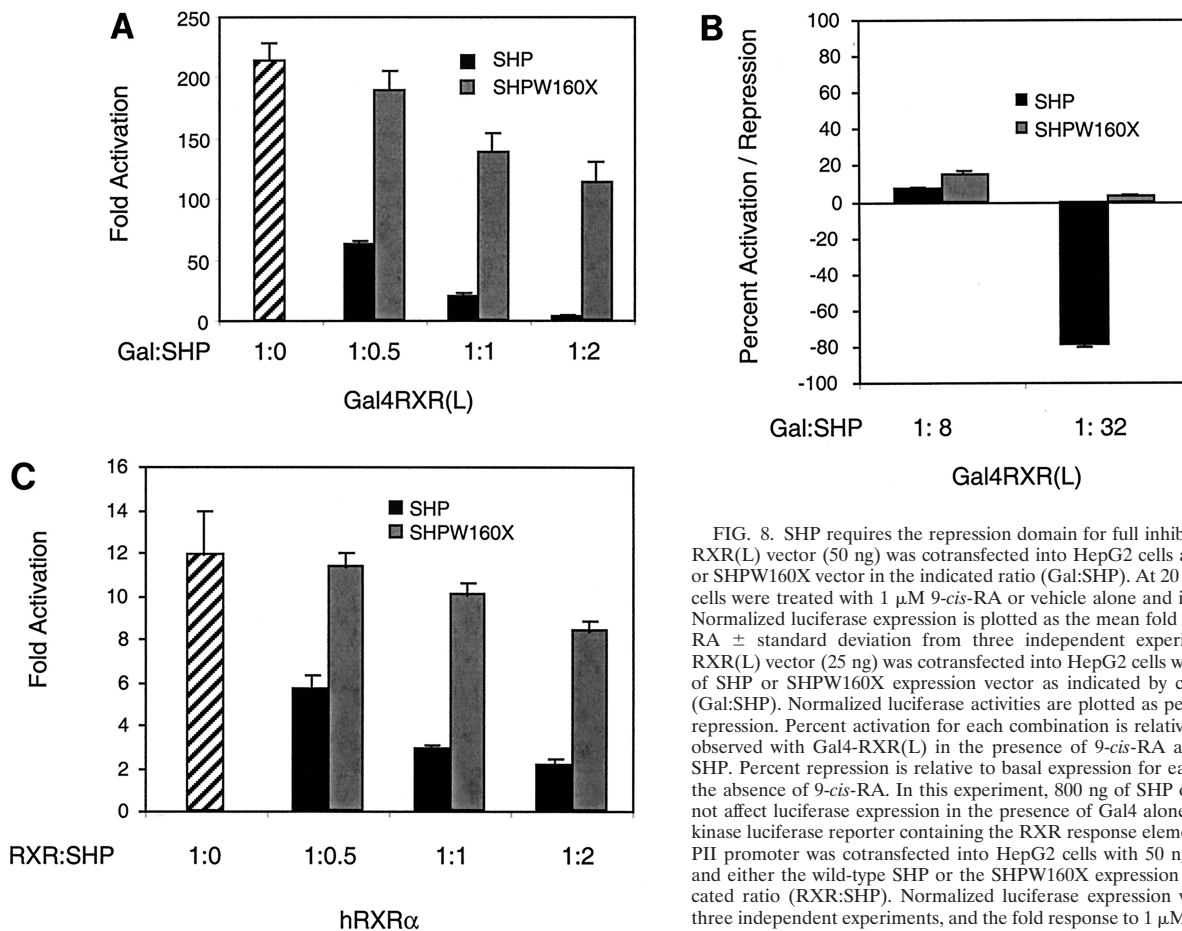 A
250
200
150
100
50
0
Fold Activation
SHP
SHPW160X
Gal:SHP 1:0 1:0.5 1:1 1:2
Gal4RXR(L)
B
100
80
60
40
20
0
-20
-40
-60
-80
-100
Percent Activation / Repression
SHP
SHPW160X
Gal:SHP 1: 8 1: 32
Gal4RXR(L)
C
16
14
12
10
8
6
4
2
0
Fold Activation
SHP
SHPW160X
RXR:SHP 1:0 1:0.5 1:1 1:2
hRXRα
FIG. 8. SHP requires the repression domain for full inhib
RXR(L) vector (50 ng) was cotransfected into HepG2 cells a
or SHPW160X vector in the indicated ratio (Gal:SHP). At 20
cells were treated with 1 μM 9-cis-RA or vehicle alone and i
Normalized luciferase expression is plotted as the mean fold
RA ± standard deviation from three independent experi
RXR(L) vector (25 ng) was cotransfected into HepG2 cells w
of SHP or SHPW160X expression vector as indicated by c
(Gal:SHP). Normalized luciferase activities are plotted as pe
repression. Percent activation for each combination is relativ
observed with Gal4-RXR(L) in the presence of 9-cis-RA a
SHP. Percent repression is relative to basal expression for ea
the absence of 9-cis-RA. In this experiment, 800 ng of SHP o
not affect luciferase expression in the presence of Gal4 alone
kinase luciferase reporter containing the RXR response eleme
PII promoter was cotransfected into HepG2 cells with 50 n
and either the wild-type SHP or the SHPW160X expression
cated ratio (RXR:SHP). Normalized luciferase expression w
three independent experiments, and the fold response to 1 μM